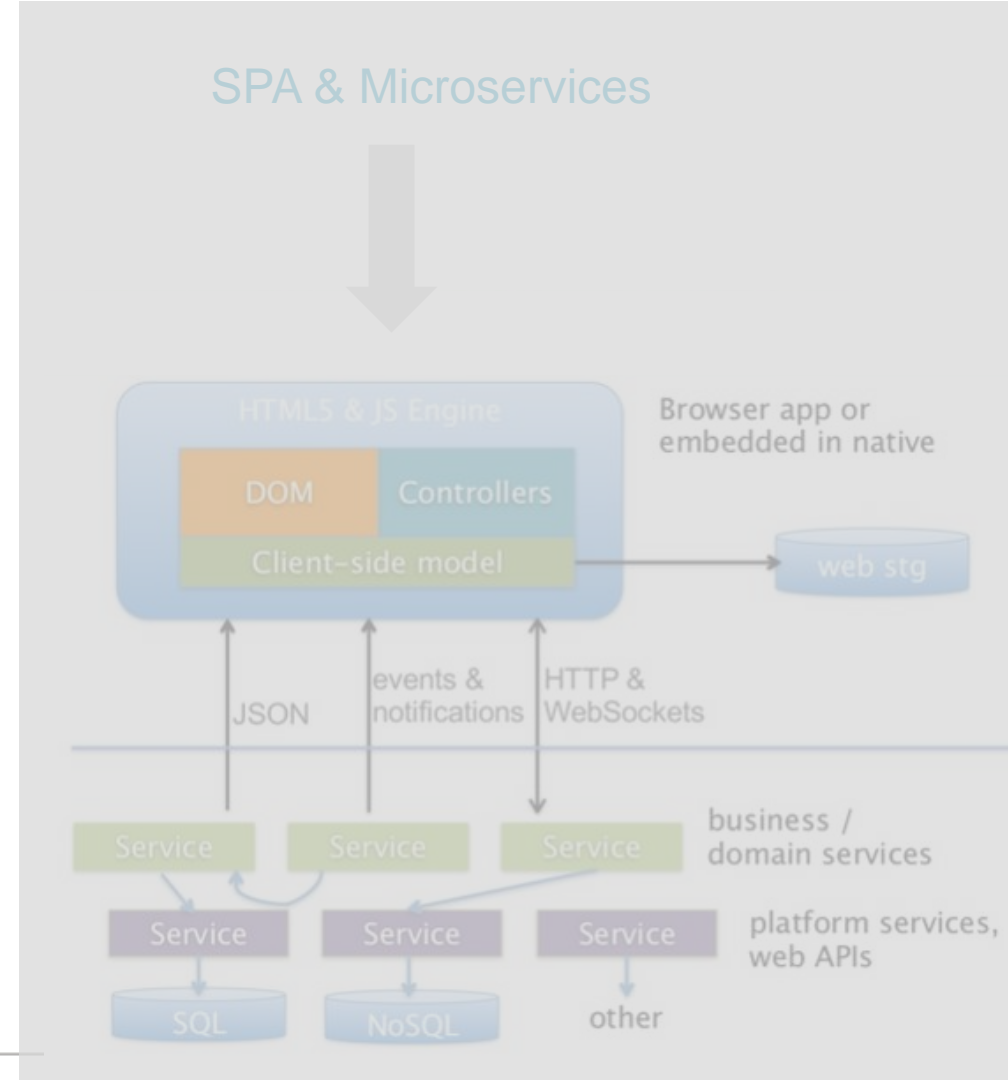 SPA & Microservices
HTML5 & JS Engine
Browser app or
embedded in native
DOM
Controllers
Client-side model
web stg
JSON
events &
notifications
HTTP &
WebSockets
Service
Service
Service
business /
domain services
Service
Service
Service
platform services,
web APIs
SQL
NoSQL
other